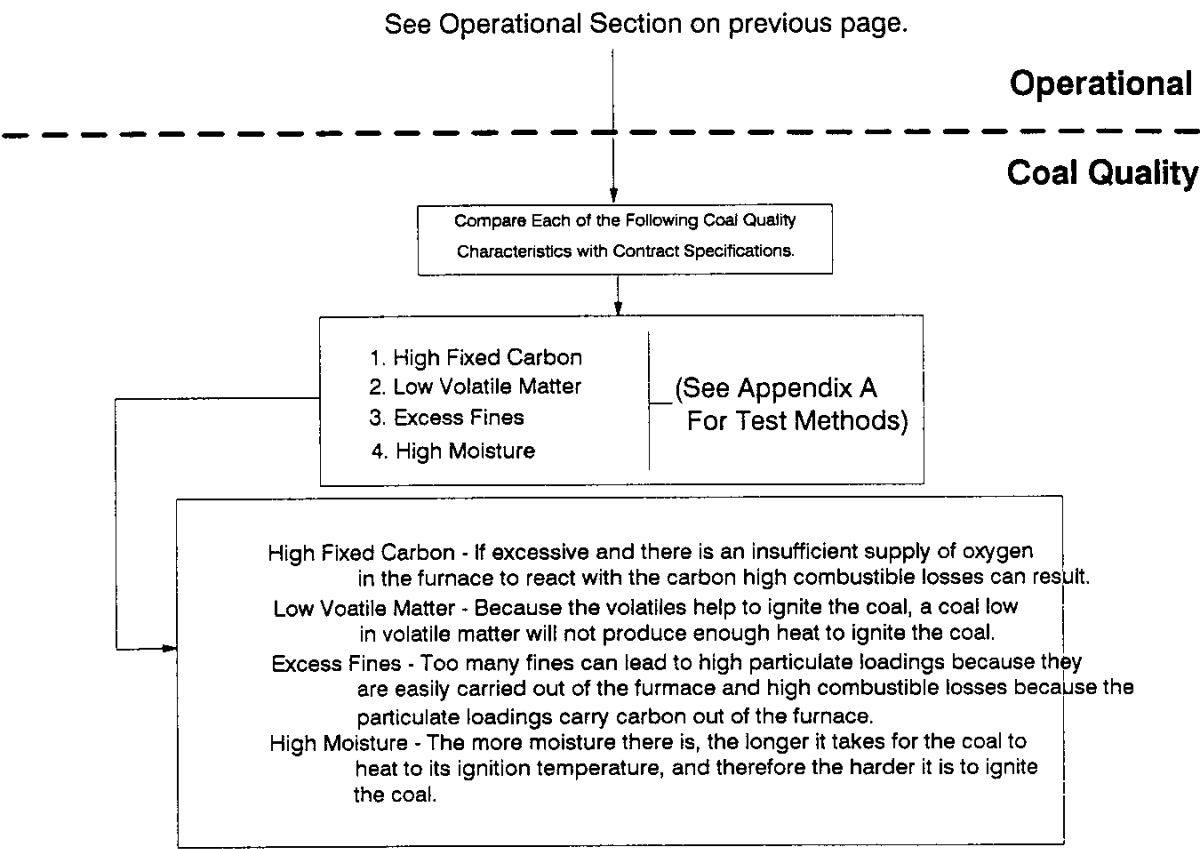 See Operational Section on previous page.
Operational
Coal Quality
Compare Each of the Following Coal Quality
Characteristics with Contract Specifications.
1. High Fixed Carbon
2. Low Volatile Matter
3. Excess Fines
4. High Moisture
(See Appendix A
For Test Methods)
High Fixed Carbon - If excessive and there is an insufficient supply of oxygen
in the furnace to react with the carbon high combustible losses can result.
Low Voatile Matter - Because the volatiles help to ignite the coal, a coal low
in volatile matter will not produce enough heat to ignite the coal.
Excess Fines - Too many fines can lead to high particulate loadings because they
are easily carried out of the furmace and high combustible losses because the
particulate loadings carry carbon out of the furnace.
High Moisture - The more moisture there is, the longer it takes for the coal to
heat to its ignition temperature, and therefore the harder it is to ignite
the coal.